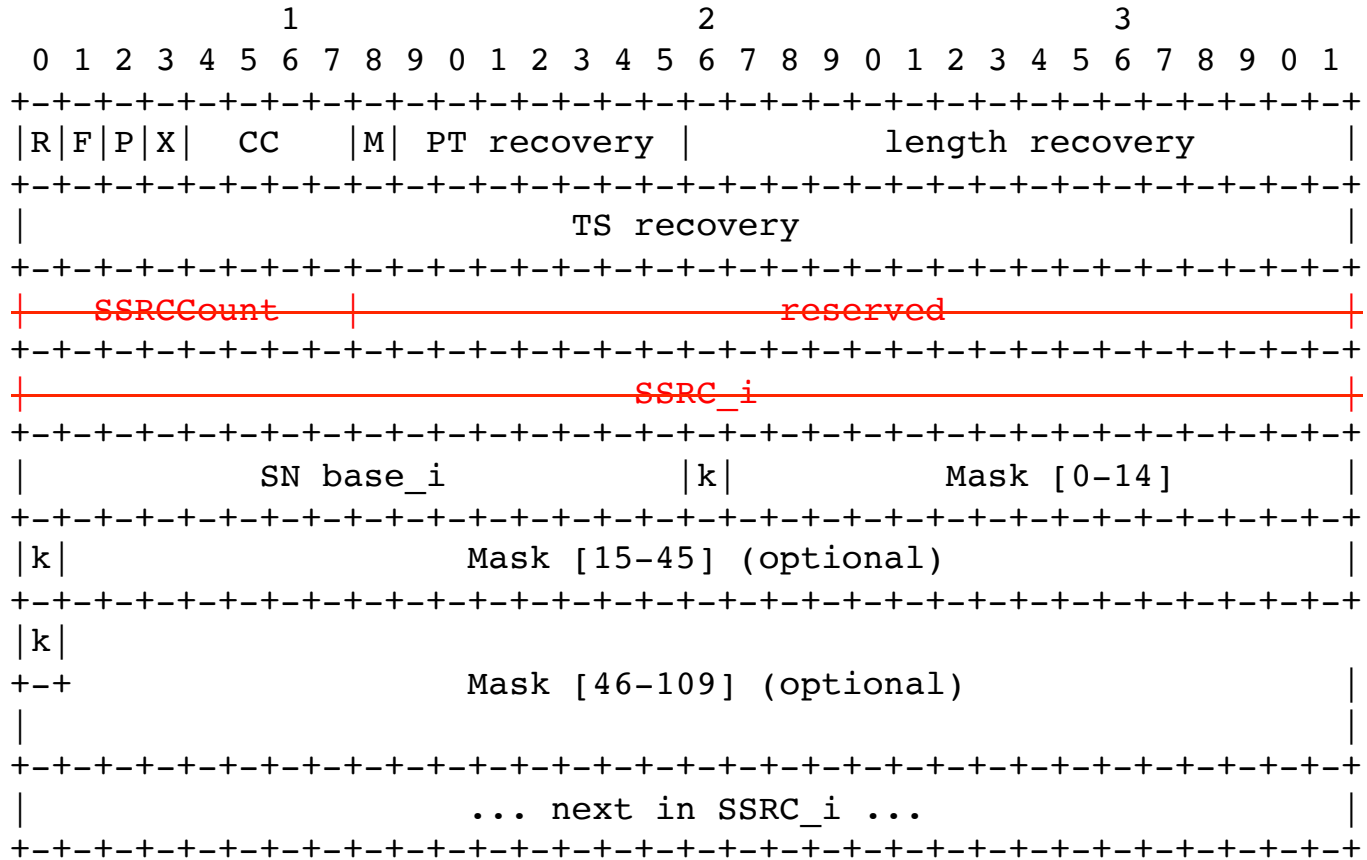 1                   2                   3
 0 1 2 3 4 5 6 7 8 9 0 1 2 3 4 5 6 7 8 9 0 1 2 3 4 5 6 7 8 9 0 1
+-+-+-+-+-+-+-+-+-+-+-+-+-+-+-+-+-+-+-+-+-+-+-+-+-+-+-+-+-+-+-+-+
|R|F|P|X|  CC   |M| PT recovery |         length recovery       |
+-+-+-+-+-+-+-+-+-+-+-+-+-+-+-+-+-+-+-+-+-+-+-+-+-+-+-+-+-+-+-+-+
|                          TS recovery                          |
+-+-+-+-+-+-+-+-+-+-+-+-+-+-+-+-+-+-+-+-+-+-+-+-+-+-+-+-+-+-+-+-+
|   SSRCCount   |                    reserved                   |
+-+-+-+-+-+-+-+-+-+-+-+-+-+-+-+-+-+-+-+-+-+-+-+-+-+-+-+-+-+-+-+-+
|                             SSRC_i                            |
+-+-+-+-+-+-+-+-+-+-+-+-+-+-+-+-+-+-+-+-+-+-+-+-+-+-+-+-+-+-+-+-+
|           SN base_i           |k|          Mask [0-14]        |
+-+-+-+-+-+-+-+-+-+-+-+-+-+-+-+-+-+-+-+-+-+-+-+-+-+-+-+-+-+-+-+-+
|k|                   Mask [15-45] (optional)                   |
+-+-+-+-+-+-+-+-+-+-+-+-+-+-+-+-+-+-+-+-+-+-+-+-+-+-+-+-+-+-+-+-+
|k|
+-+                   Mask [46-109] (optional)                  |
|                                                               |
+-+-+-+-+-+-+-+-+-+-+-+-+-+-+-+-+-+-+-+-+-+-+-+-+-+-+-+-+-+-+-+-+
|                     ... next in SSRC_i ...                    |
+-+-+-+-+-+-+-+-+-+-+-+-+-+-+-+-+-+-+-+-+-+-+-+-+-+-+-+-+-+-+-+-+